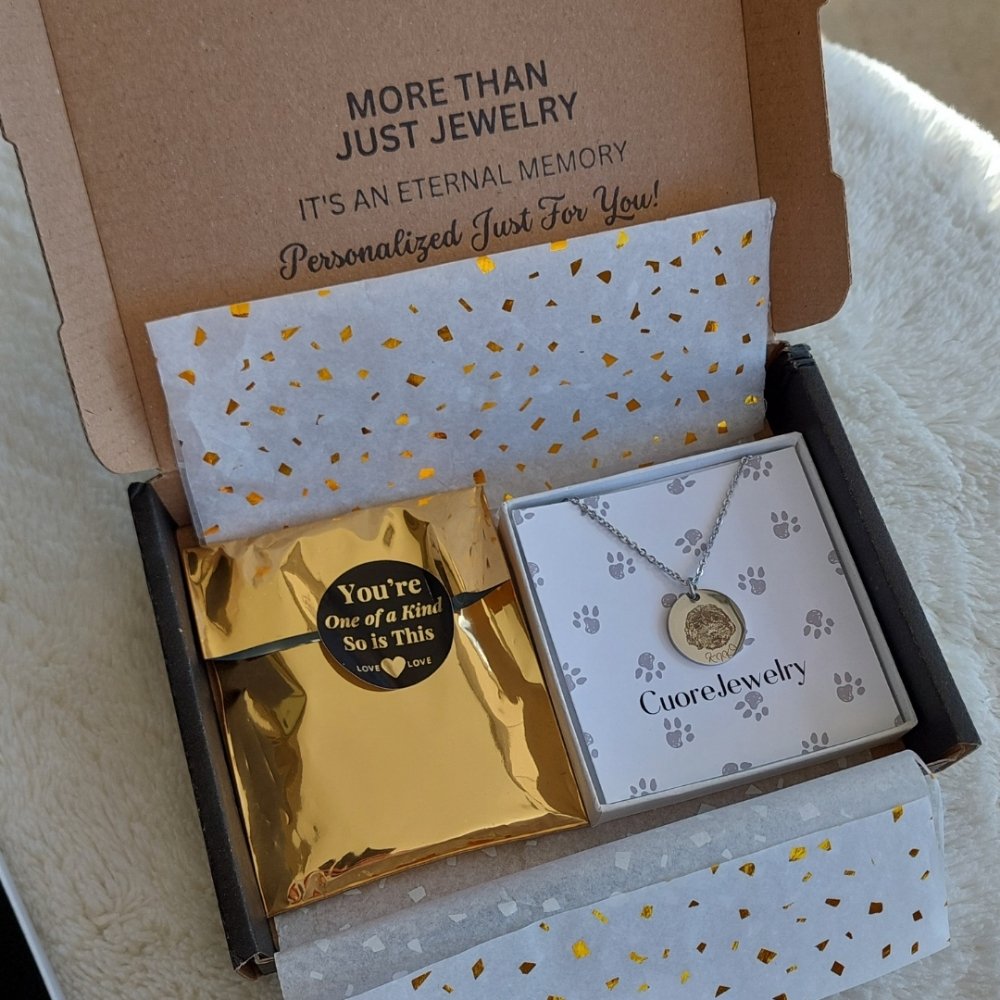 MORE THAN
JUST JEWELRY
IT'S AN ETERNAL MEMORY
Personalized Just For You!
You're
One of a Kind
So is This
LOVE LOVE
CuoreJewelry